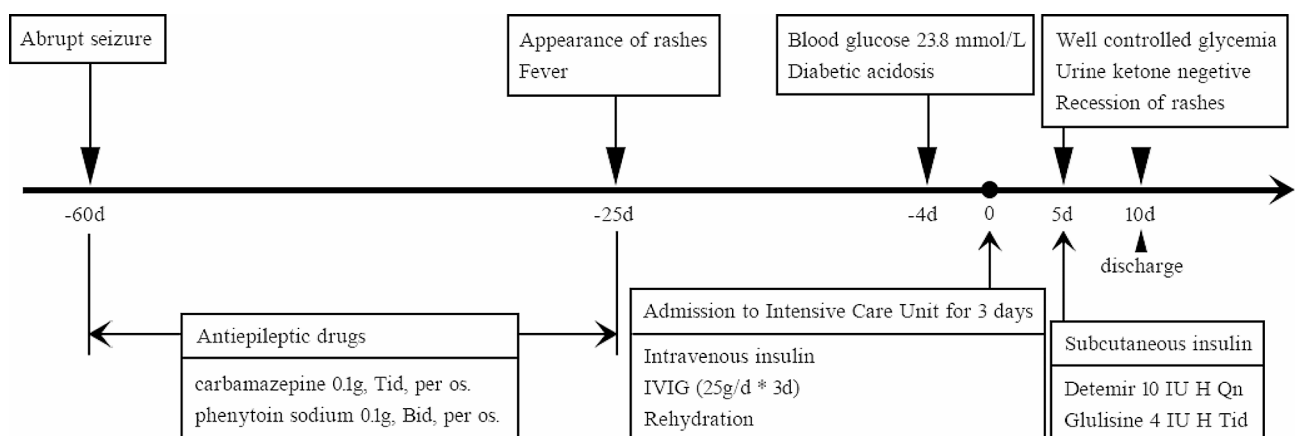 Abrupt seizure
Appearance of rashes
Fever
Blood glucose 23.8 mmol/L
Diabetic acidosis
Well controlled glycemia
Urine ketone negetive
Recession of rashes
-60d
-25d
-4d
0
5d
10d
discharge
Antiepileptic drugs
carbamazepine 0.1g, Tid, per os.
phenytoin sodium 0.1g, Bid, per os.
Admission to Intensive Care Unit for 3 days
Intravenous insulin
IVIG (25g/d * 3d)
Rehydration
Subcutaneous insulin
Detemir 10 IU H Qn
Glulisine 4 IU H Tid